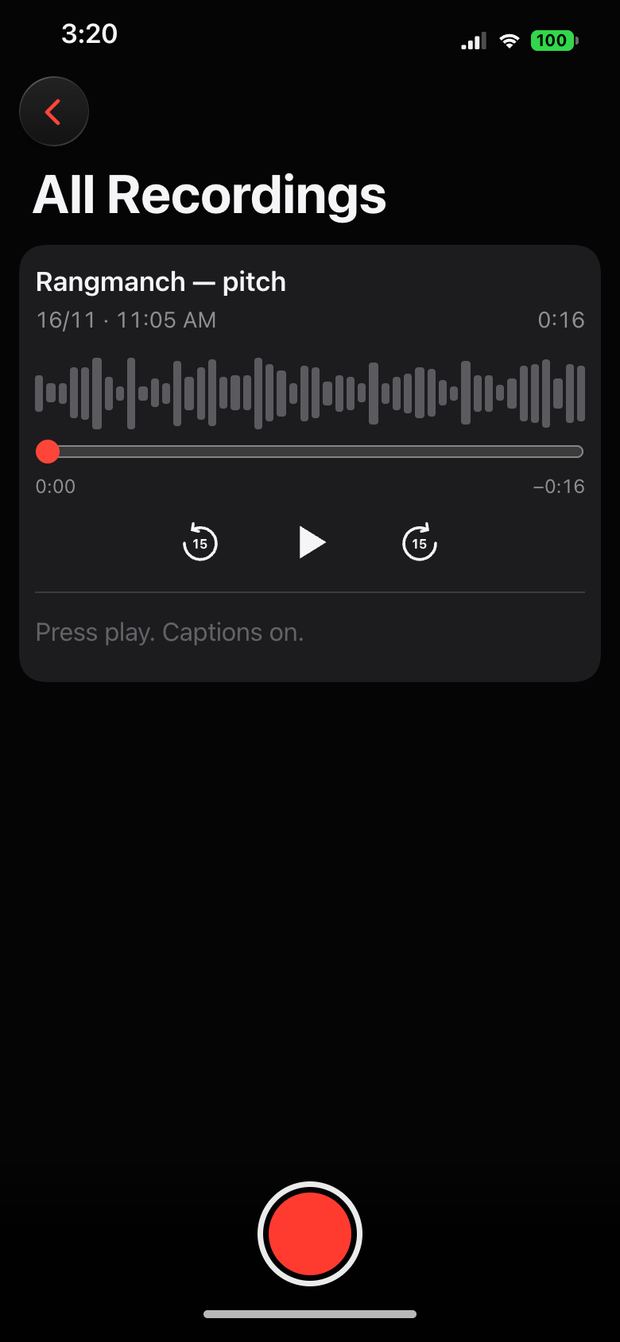 3:20
100
All Recordings
Rangmanch — pitch
16/11 · 11:05 AM
0:16
0:00
−0:16
15
15
Press play. Captions on.